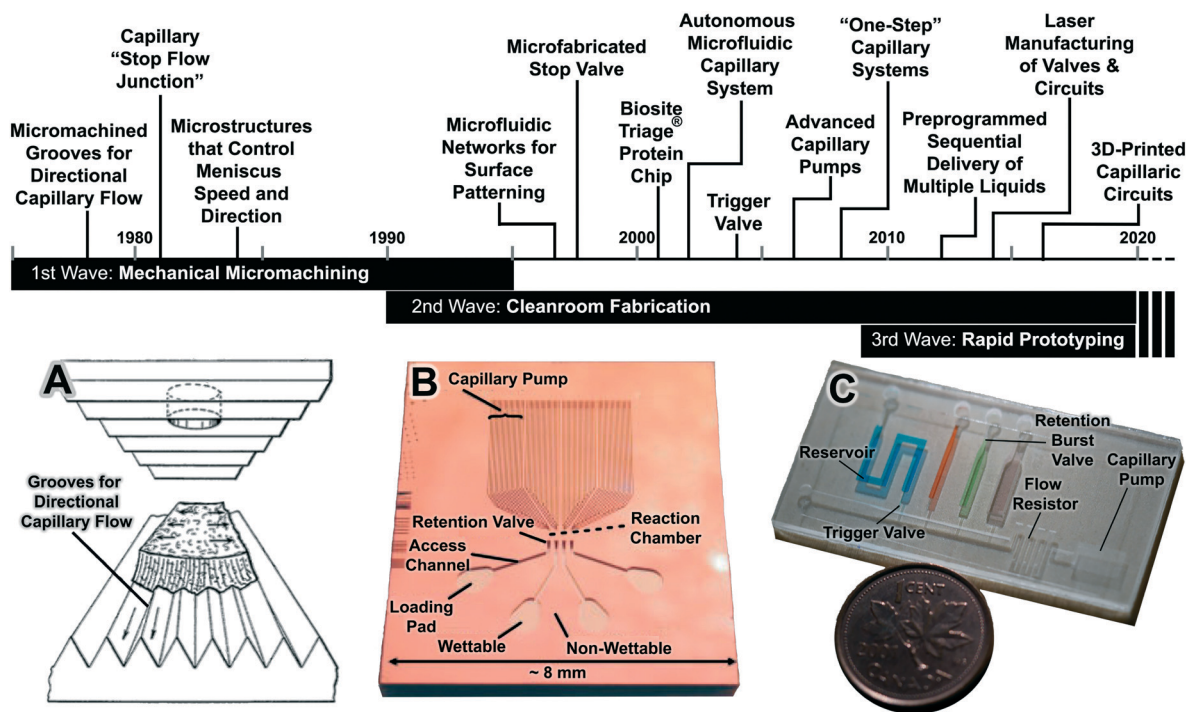 Capillary
“Stop Flow
Junction”
Micromachined
Grooves for
Directional
Capillary Flow
Microstructures
that Control
Meniscus
Speed and
Direction
Microfluidic
Networks for
Surface
Patterning
Microfabricated
Stop Valve
Biosite
Triage®
Protein
Chip
Autonomous
Microfluidic
Capillary
System
Trigger
Valve
Advanced
Capillary
Pumps
“One-Step”
Capillary
Systems
Preprogrammed
Sequential
Delivery of
Multiple Liquids
Laser
Manufacturing
of Valves &
Circuits
3D-Printed
Capillaric
Circuits
1980
1990
2000
2010
2020
1st Wave: Mechanical Micromachining
2nd Wave: Cleanroom Fabrication
3rd Wave: Rapid Prototyping
A
Grooves for
Directional
Capillary Flow
B
Capillary Pump
Retention Valve
Reaction
Chamber
Access
Channel
Loading
Pad
Wettable
Non-Wettable
~ 8 mm
C
Retention
Burst
Valve
Reservoir
Capillary
Pump
Flow
Resistor
Trigger Valve
1 CENT